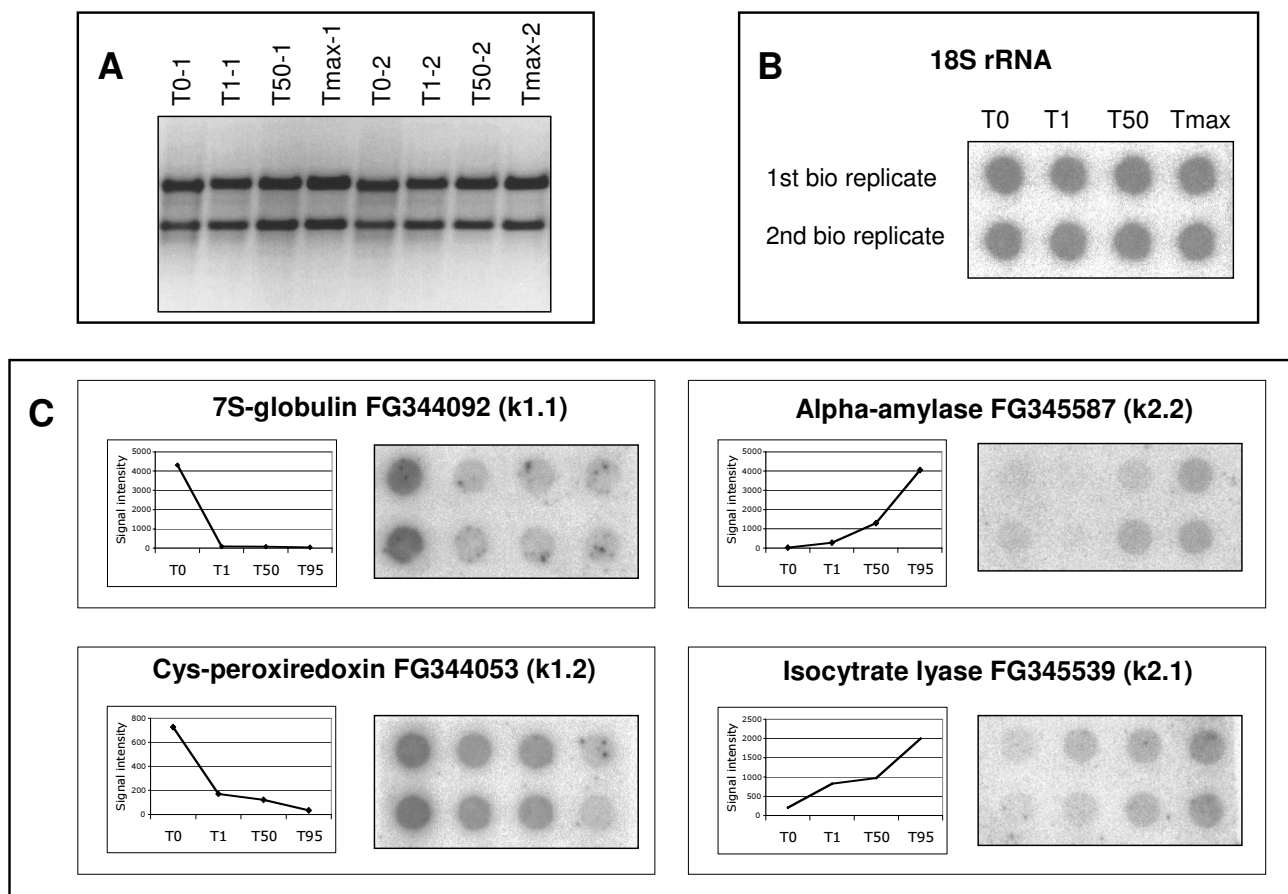 A
T0-1 T1-1 T50-1 Tmax-1 T0-2 T1-2 T50-2 Tmax-2
B
18S rRNA
T0 T1 T50 Tmax
1st bio replicate
2nd bio replicate
C
7S-globulin FG344092 (k1.1)
Signal intensity
5000
4000
3000
2000
1000
0
T0 T1 T50 T95
Alpha-amylase FG345587 (k2.2)
Signal intensity
5000
4000
3000
2000
1000
0
T0 T1 T50 T95
Cys-peroxiredoxin FG344053 (k1.2)
Signal intensity
800
600
400
200
0
T0 T1 T50 T95
Isocytrate lyase FG345539 (k2.1)
Signal intensity
2500
2000
1500
1000
500
0
T0 T1 T50 T95